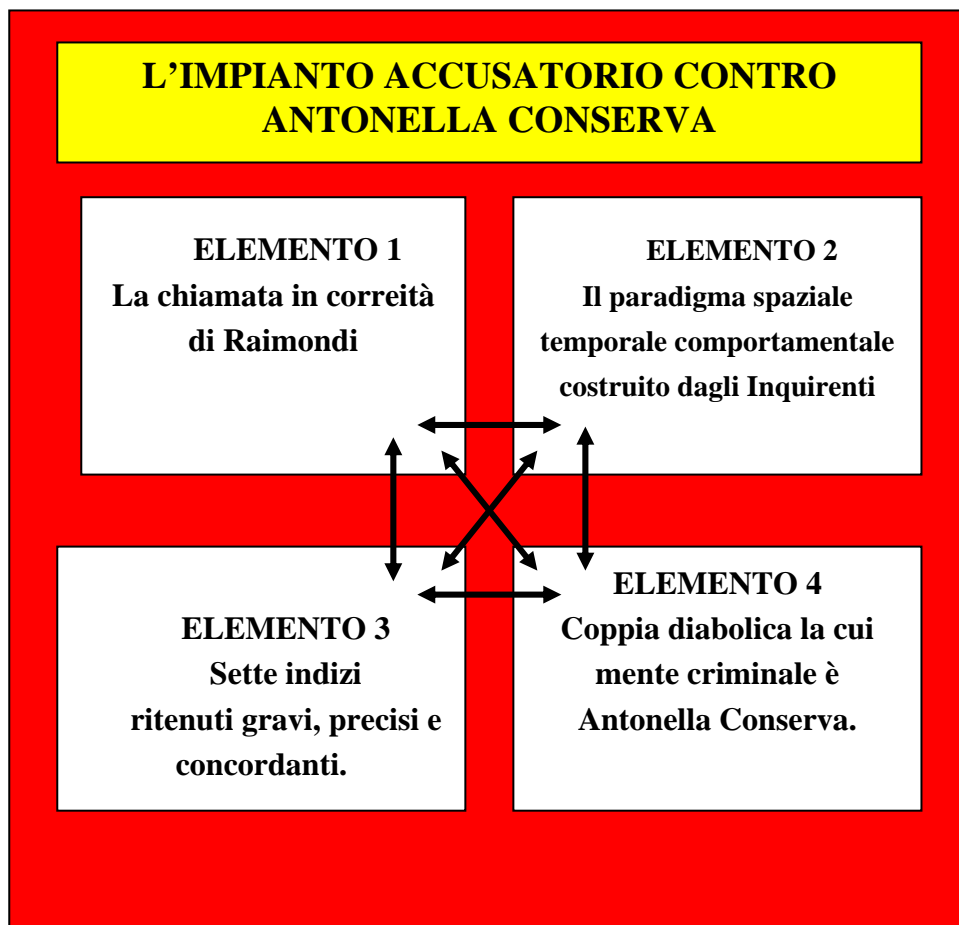 L’IMPIANTO ACCUSATORIO CONTRO
ANTONELLA CONSERVA
ELEMENTO 1
La chiamata in correità
di Raimondi
ELEMENTO 2
Il paradigma spaziale
temporale comportamentale
costruito dagli Inquirenti
ELEMENTO 3
Sette indizi
ritenuti gravi, precisi e
concordanti.
ELEMENTO 4
Coppia diabolica la cui
mente criminale è
Antonella Conserva.